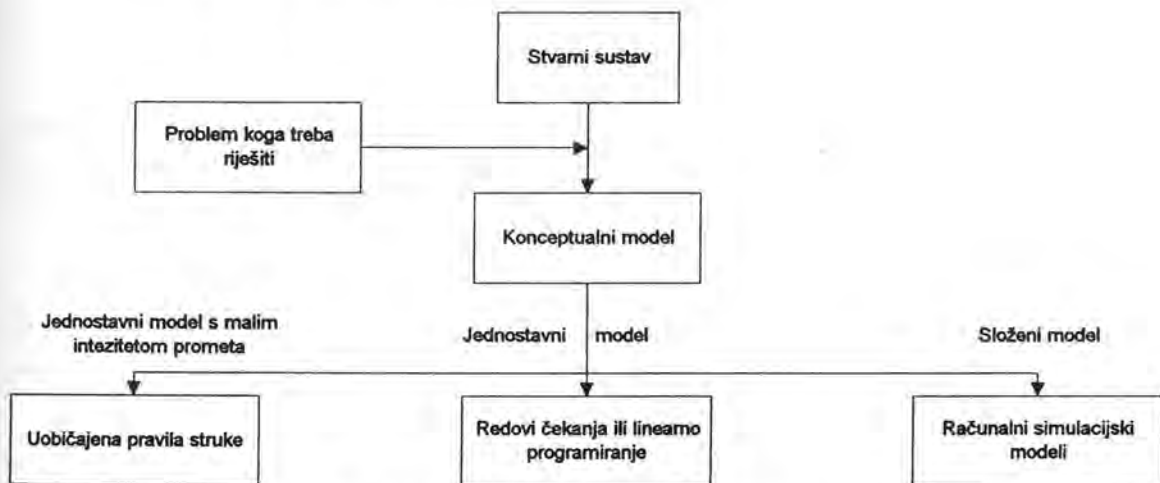 Stvarni sustav
Problem koga treba
riješiti
Konceptualni model
Jednostavni model s malim
intezitetom prometa
Jednostavni model
Složeni model
Uobičajena pravila struke
Redovi čekanja ili linearno
programiranje
Računalni simulacijski
modeli